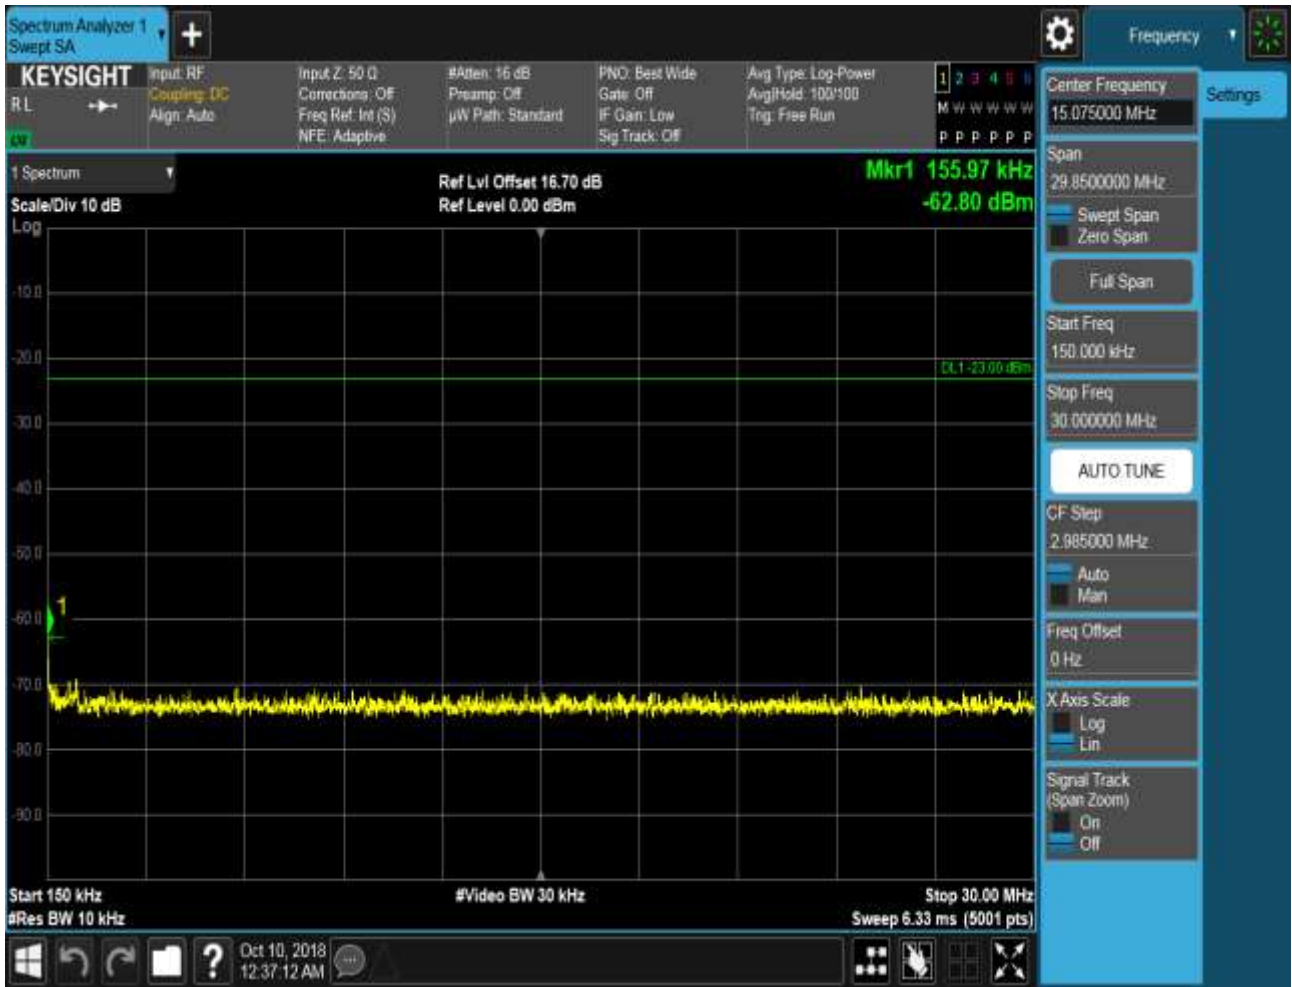 Spectrum Analyzer 1
Swept SA
+
Frequency
KEYSIGHT
RL
Input: RF
Coupling: DC
Align: Auto
Input Z: 50 Ω
Corrections: Off
Freq Ref: Int (S)
NFE: Adaptive
#Atten: 16 dB
Preamp: Off
µW Path: Standard
PNO: Best Wide
Gate: Off
IF Gain: Low
Sig Track: Off
Avg Type: Log-Power
Avg|Hold: 100/100
Trig: Free Run
1 2 3 4 5 6
M W W W W W
P P P P P P
1 Spectrum
Scale/Div 10 dB
Log
Ref Lvl Offset 16.70 dB
Ref Level 0.00 dBm
Mkr1 155.97 kHz
-62.80 dBm
-10.0
-20.0
DL1 -23.00 dBm
-30.0
-40.0
-50.0
1
-60.0
-70.0
-80.0
-90.0
Start 150 kHz
#Res BW 10 kHz
#Video BW 30 kHz
Stop 30.00 MHz
Sweep 6.33 ms (5001 pts)
Center Frequency
15.075000 MHz
Settings
Span
29.8500000 MHz
Swept Span
Zero Span
Full Span
Start Freq
150.000 kHz
Stop Freq
30.000000 MHz
AUTO TUNE
CF Step
2.985000 MHz
Auto
Man
Freq Offset
0 Hz
X Axis Scale
Log
Lin
Signal Track
(Span Zoom)
On
Off
?
Oct 10, 2018
12:37:12 AM